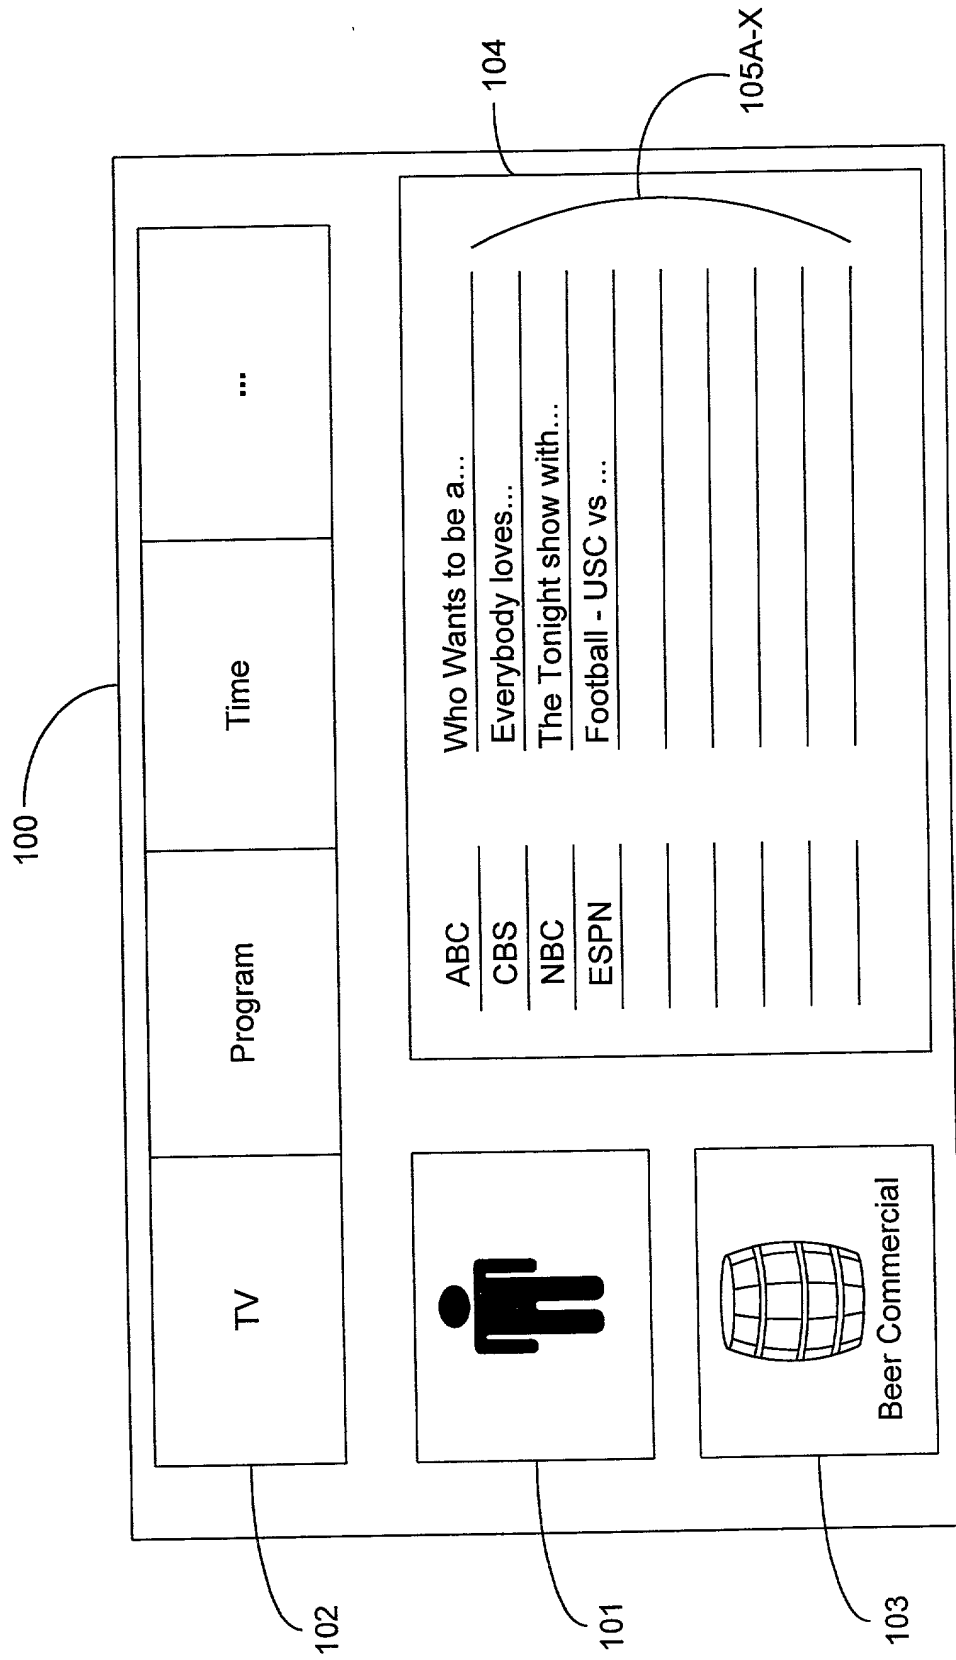 100
TV Program Time ...
102
104
ABC Who Wants to be a...
CBS Everybody loves...
NBC The Tonight show with...
ESPN Football - USC vs ...
105A-X
101
Beer Commercial
103